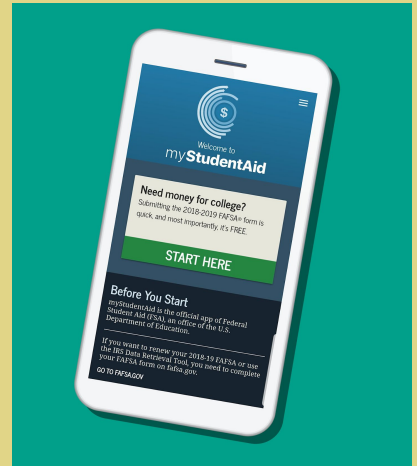 $
Welcome to
myStudentAid
Need money for college?
Submitting the 2018-2019 FAFSA® form is
quick, and most importantly, it's FREE.
START HERE
Before You Start
myStudentAid is the official app of Federal
Student Aid (FSA), an office of the U.S.
Department of Education.
If you want to renew your 2018-19 FAFSA or use
the IRS Data Retrieval Tool, you need to complete
your FAFSA form on fafsa.gov.
GO TO FAFSA.GOV